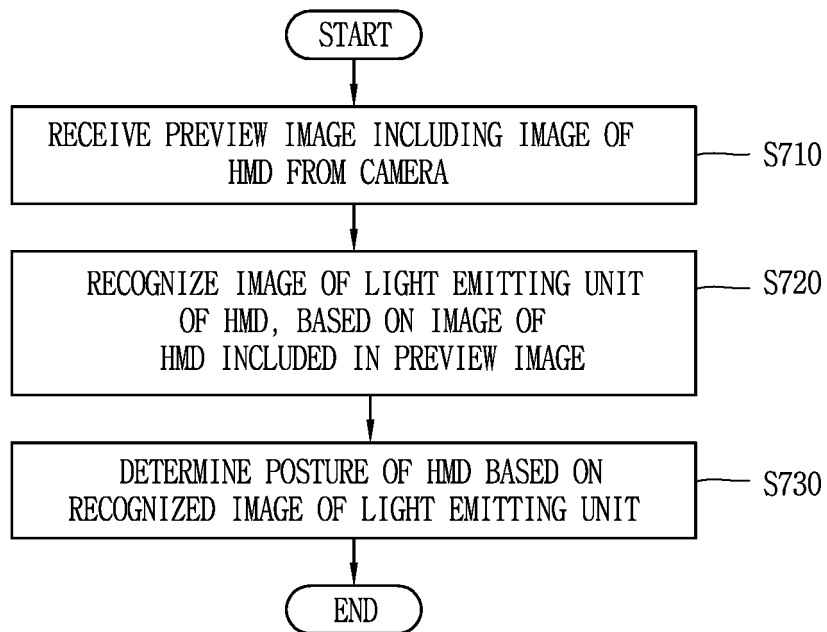 START
RECEIVE PREVIEW IMAGE INCLUDING IMAGE OF
HMD FROM CAMERA
S710
RECOGNIZE IMAGE OF LIGHT EMITTING UNIT
OF HMD, BASED ON IMAGE OF
HMD INCLUDED IN PREVIEW IMAGE
S720
DETERMINE POSTURE OF HMD BASED ON
RECOGNIZED IMAGE OF LIGHT EMITTING UNIT
S730
END